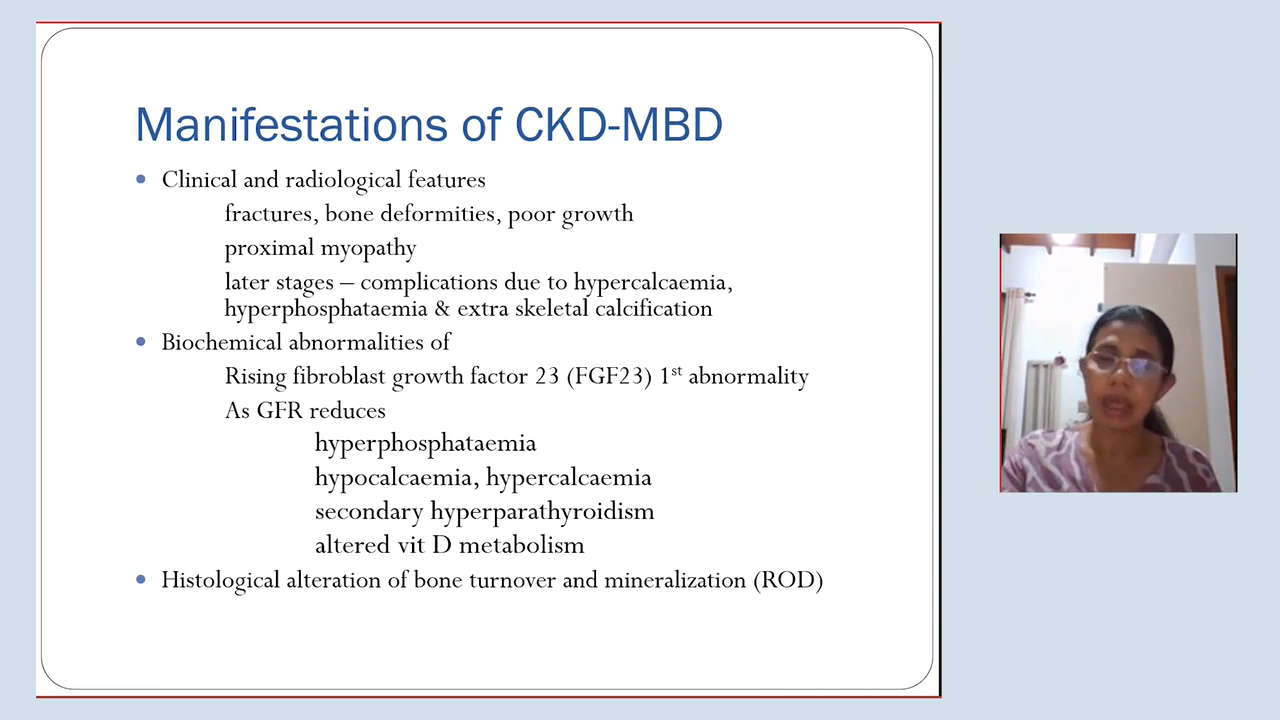 Manifestations of CKD-MBD
• Clinical and radiological features
fractures, bone deformities, poor growth
proximal myopathy
later stages – complications due to hypercalcaemia,
hyperphosphataemia & extra skeletal calcification
• Biochemical abnormalities of
Rising fibroblast growth factor 23 (FGF23) 1st abnormality
As GFR reduces
hyperphosphataemia
hypocalcaemia, hypercalcaemia
secondary hyperparathyroidism
altered vit D metabolism
• Histological alteration of bone turnover and mineralization (ROD)